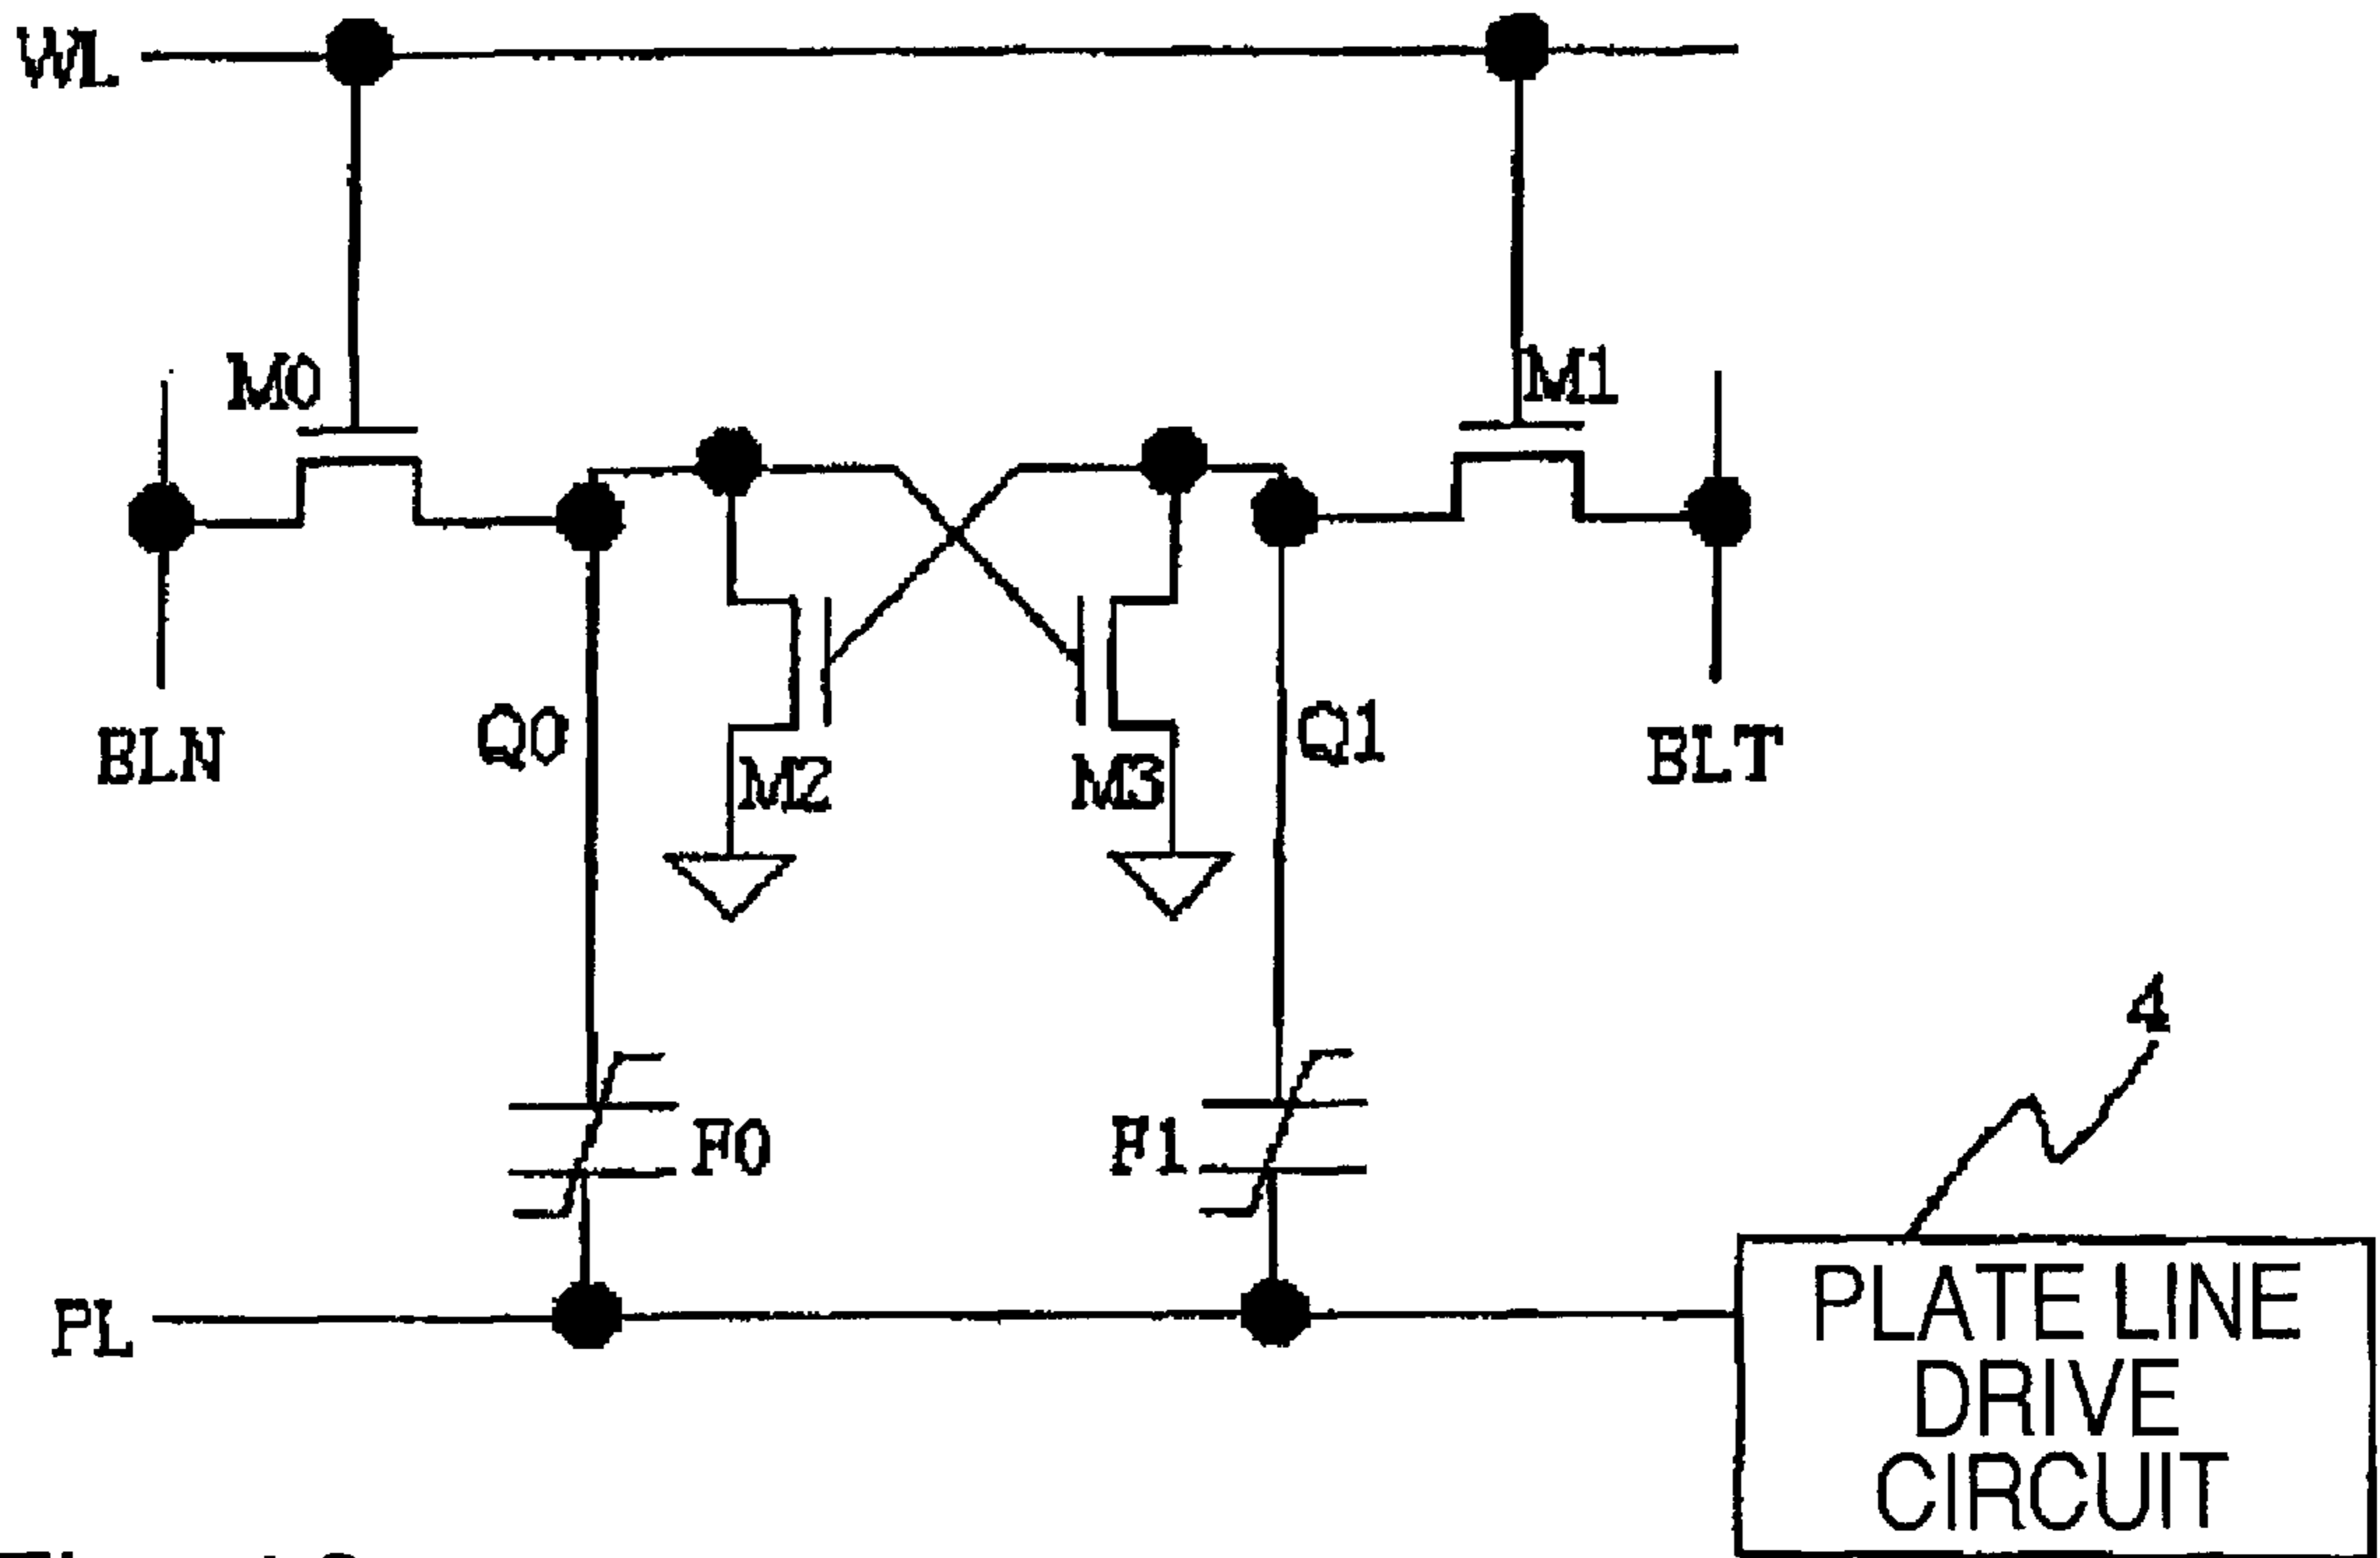 WL
M0
M1
BLN
Q0
M2
M3
Q1
BLT
4
F0
F1
PL
PLATE LINE
DRIVE
CIRCUIT